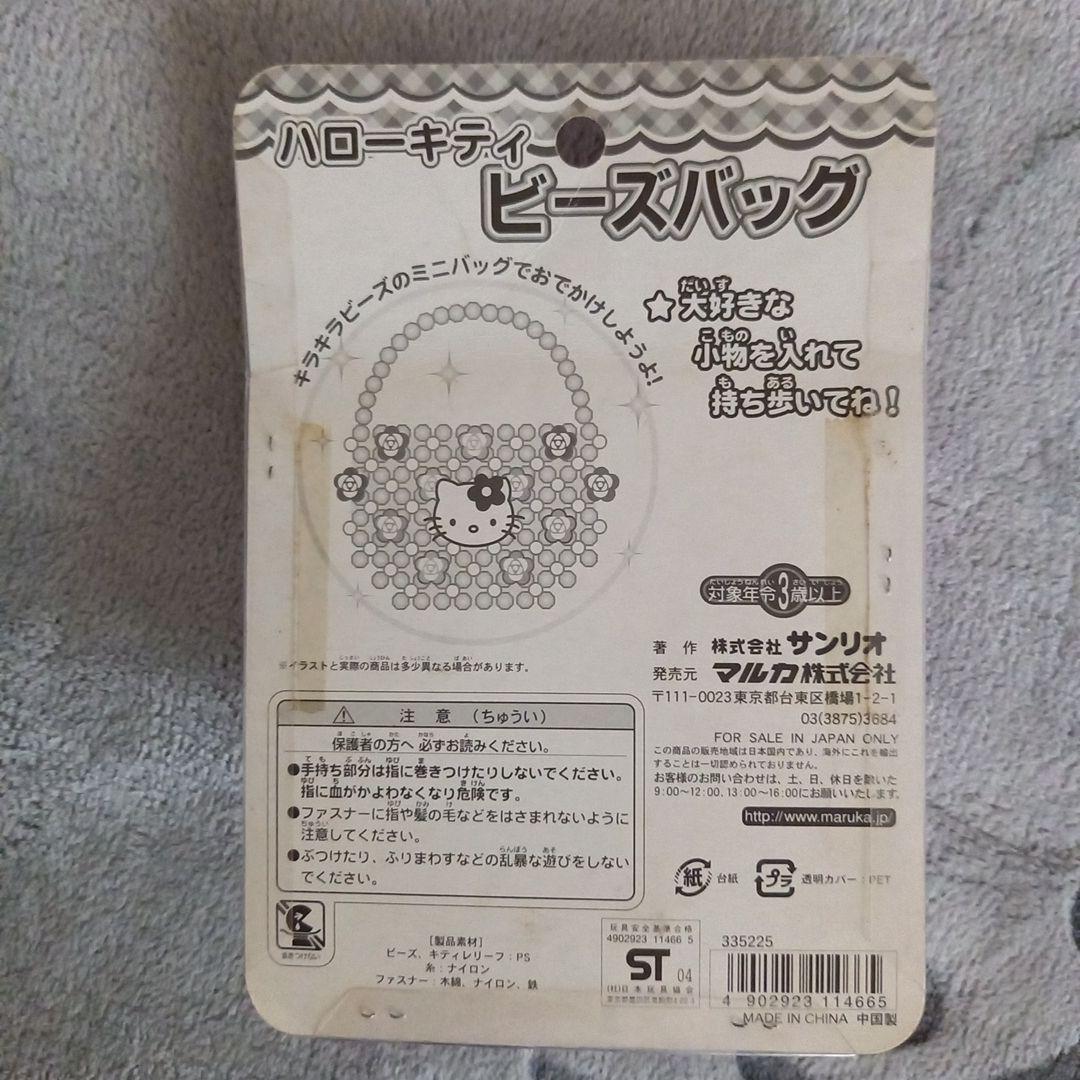 ハローキティ
ビーズバッグ
キラキラビーズのミニバッグでおでかけしようよ!
★大好きな
小物を入れて
持ち歩いてね!
対象年令3歳以上
著作 株式会社サンリオ
発売元 マルカ株式会社
〒111-0023東京都台東区橋場1-2-1
03(3875)3684
FOR SALE IN JAPAN ONLY
この商品の販売地域は日本国内であり、海外にこれを輸出
することは一切認められておりません。
お客様のお問い合わせは、土、日、休日を除いた
9:00〜12:00、13:00〜16:00にお願いいたします。
http://www.maruka.jp/
※イラストと実際の商品は多少異なる場合があります。
⚠ 注意(ちゅうい)
保護者の方へ 必ずお読みください。
●手持ち部分は指に巻きつけたりしないでください。
指に血がかよわなくなり危険です。
●ファスナーに指や髪の毛などをはさまれないように
注意してください。
●ぶつけたり、ふりまわすなどの乱暴な遊びをしない
でください。
紙 台紙
プラ 透明カバー:PET
[製品素材]
ビーズ、キティレリーフ:PS
糸:ナイロン
ファスナー:木綿、ナイロン、鉄
玩具安全基準合格
4902923 11466 5
ST 04
(社)日本玩具協会
335225
4 902923 114665
MADE IN CHINA 中国製